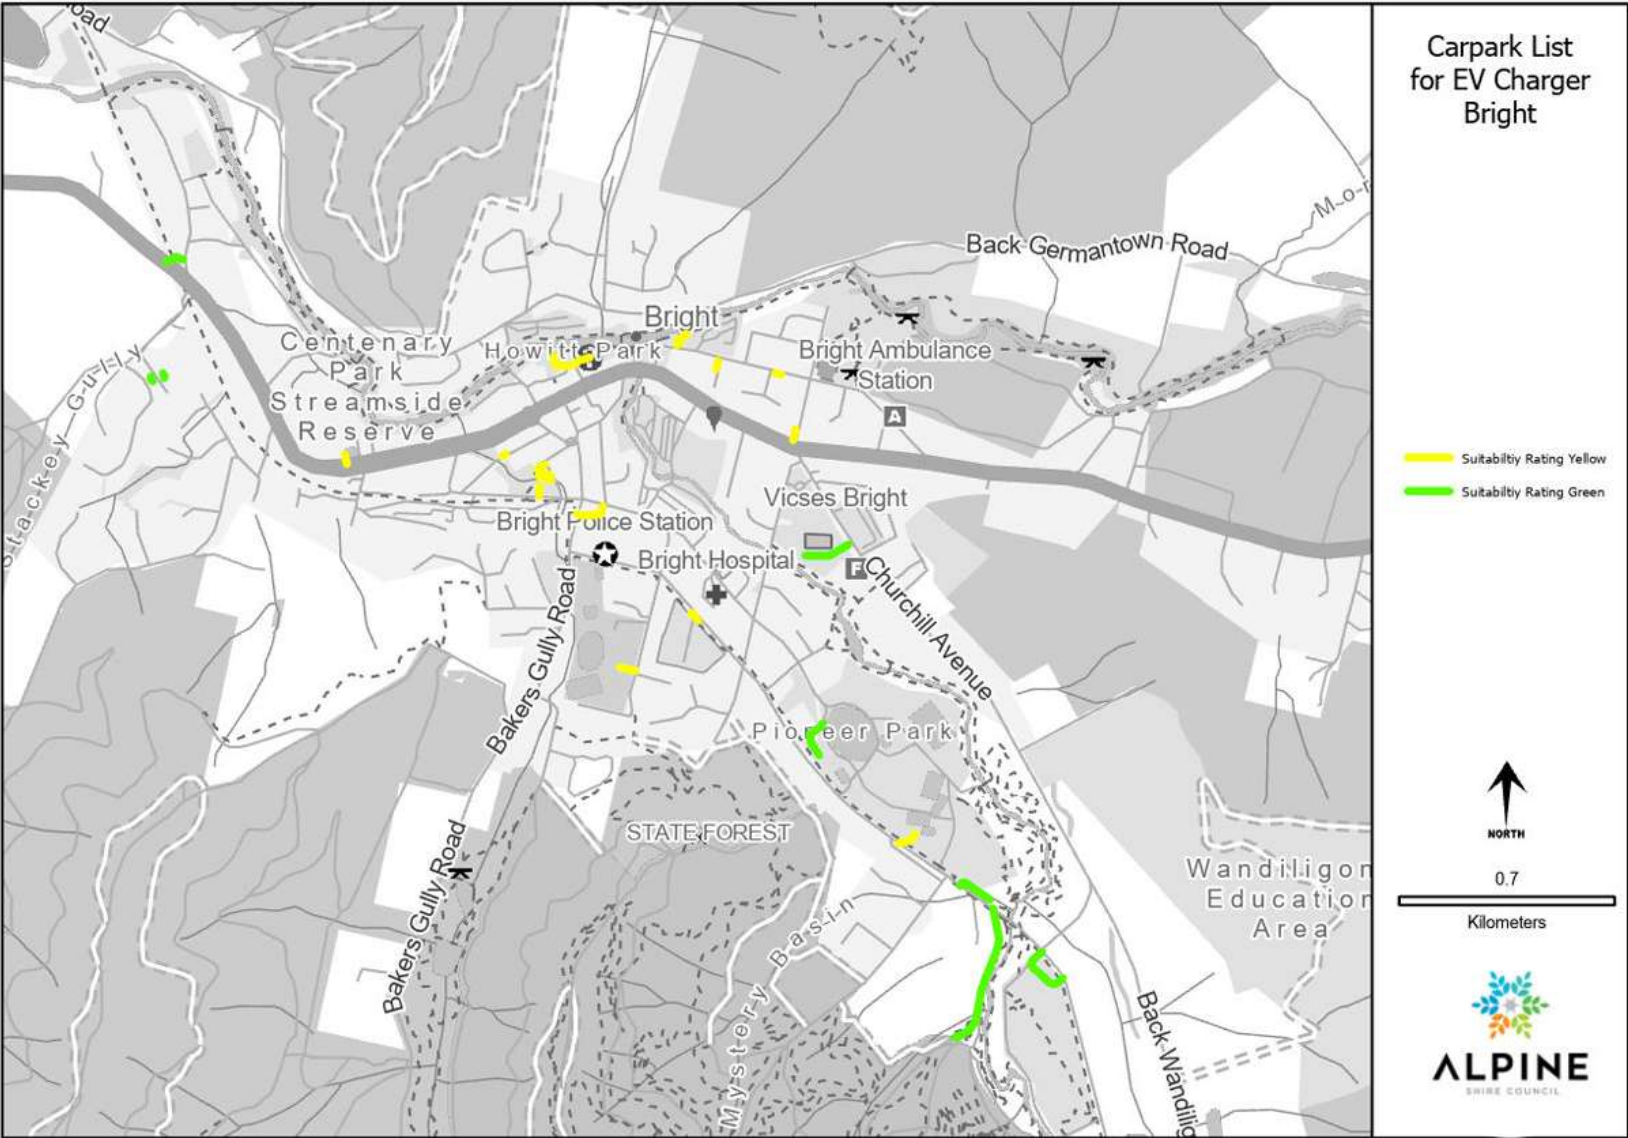 Road
Back Germantown Road
M-o-r
Bright
Howitt Park
Centenary
Park
Streamside
Reserve
Bright Ambulance
Station
A
S-t-a-c-k-e-y-G-u-l-l-y
Vicses Bright
Bright Police Station
Bright Hospital
F
Churchill Avenue
Bakers Gully Road
Pioneer Park
STATE FOREST
Bakers Gully Road
Mystery Basin
Wandiligon
Education
Area
Back-Wandilig
Carpark List
for EV Charger
Bright
Suitabiltiy Rating Yellow
Suitabiltiy Rating Green
NORTH
0.7
Kilometers
ALPINE
SHIRE COUNCIL